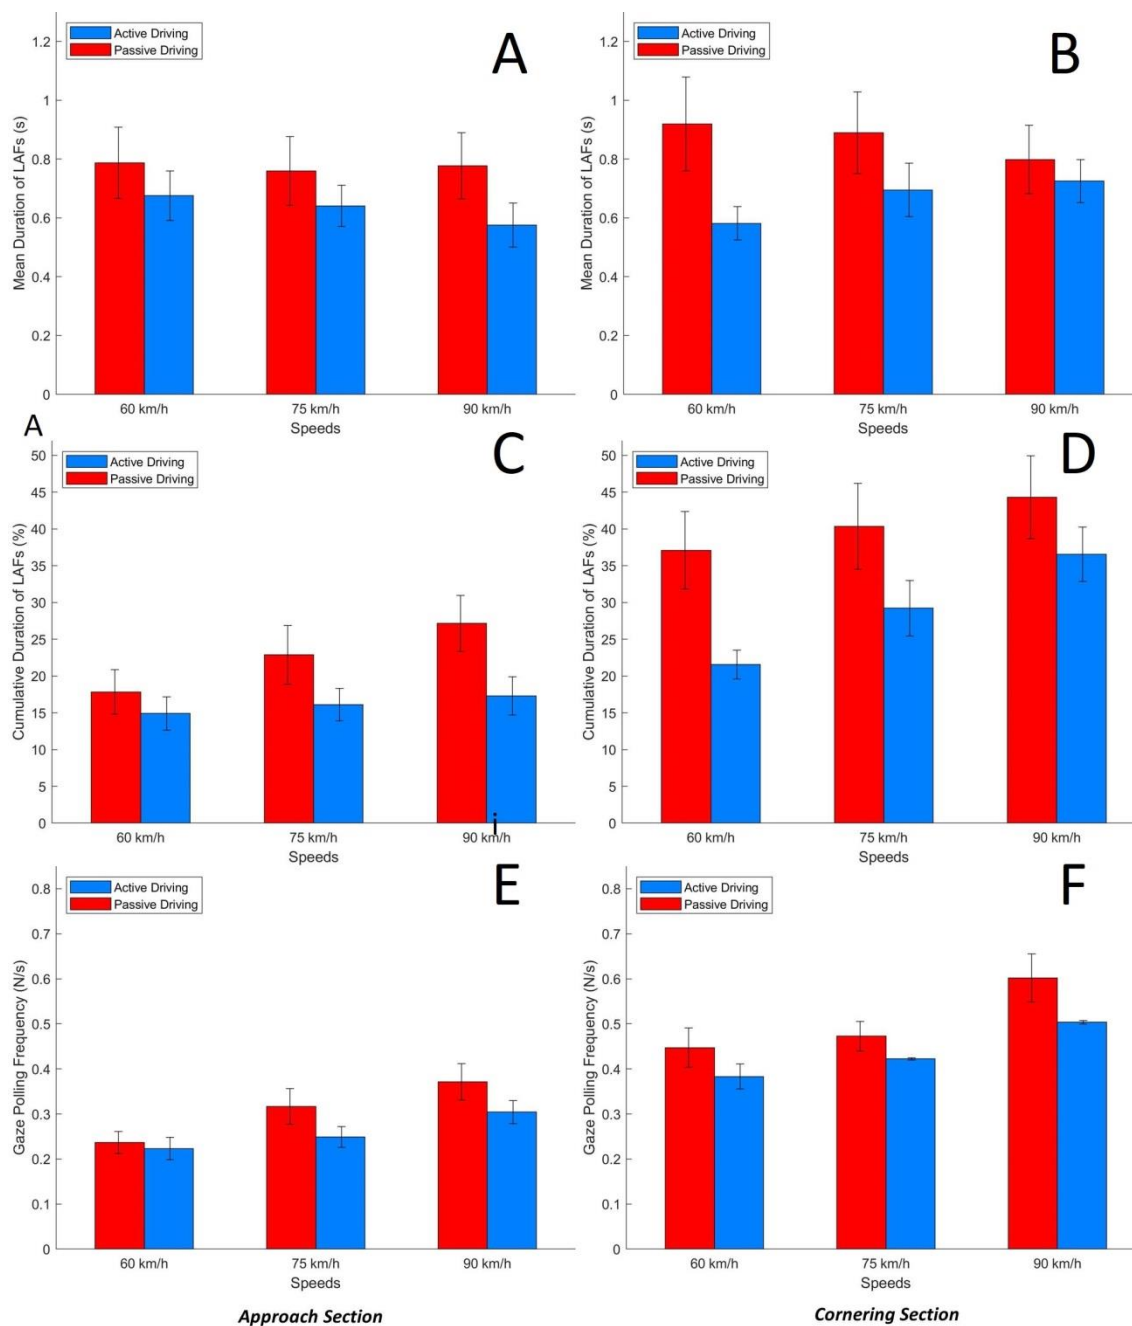 Active Driving
Passive Driving
A
1.2
1
0.8
0.6
0.4
0.2
0
Mean Duration of LAFs (s)
60 km/h 75 km/h 90 km/h
Speeds
Active Driving
Passive Driving
B
1.2
1
0.8
0.6
0.4
0.2
0
Mean Duration of LAFs (s)
60 km/h 75 km/h 90 km/h
Speeds
A
Active Driving
Passive Driving
C
50
45
40
35
30
25
20
15
10
5
0
Cumulative Duration of LAFs (%)
60 km/h 75 km/h 90 km/h
i
Speeds
Active Driving
Passive Driving
D
50
45
40
35
30
25
20
15
10
5
0
Cumulative Duration of LAFs (%)
60 km/h 75 km/h 90 km/h
Speeds
Active Driving
Passive Driving
E
0.8
0.7
0.6
0.5
0.4
0.3
0.2
0.1
0
Gaze Polling Frequency (N/s)
60 km/h 75 km/h 90 km/h
Speeds
Approach Section
Active Driving
Passive Driving
F
0.8
0.7
0.6
0.5
0.4
0.3
0.2
0.1
0
Gaze Polling Frequency (N/s)
60 km/h 75 km/h 90 km/h
Speeds
Cornering Section